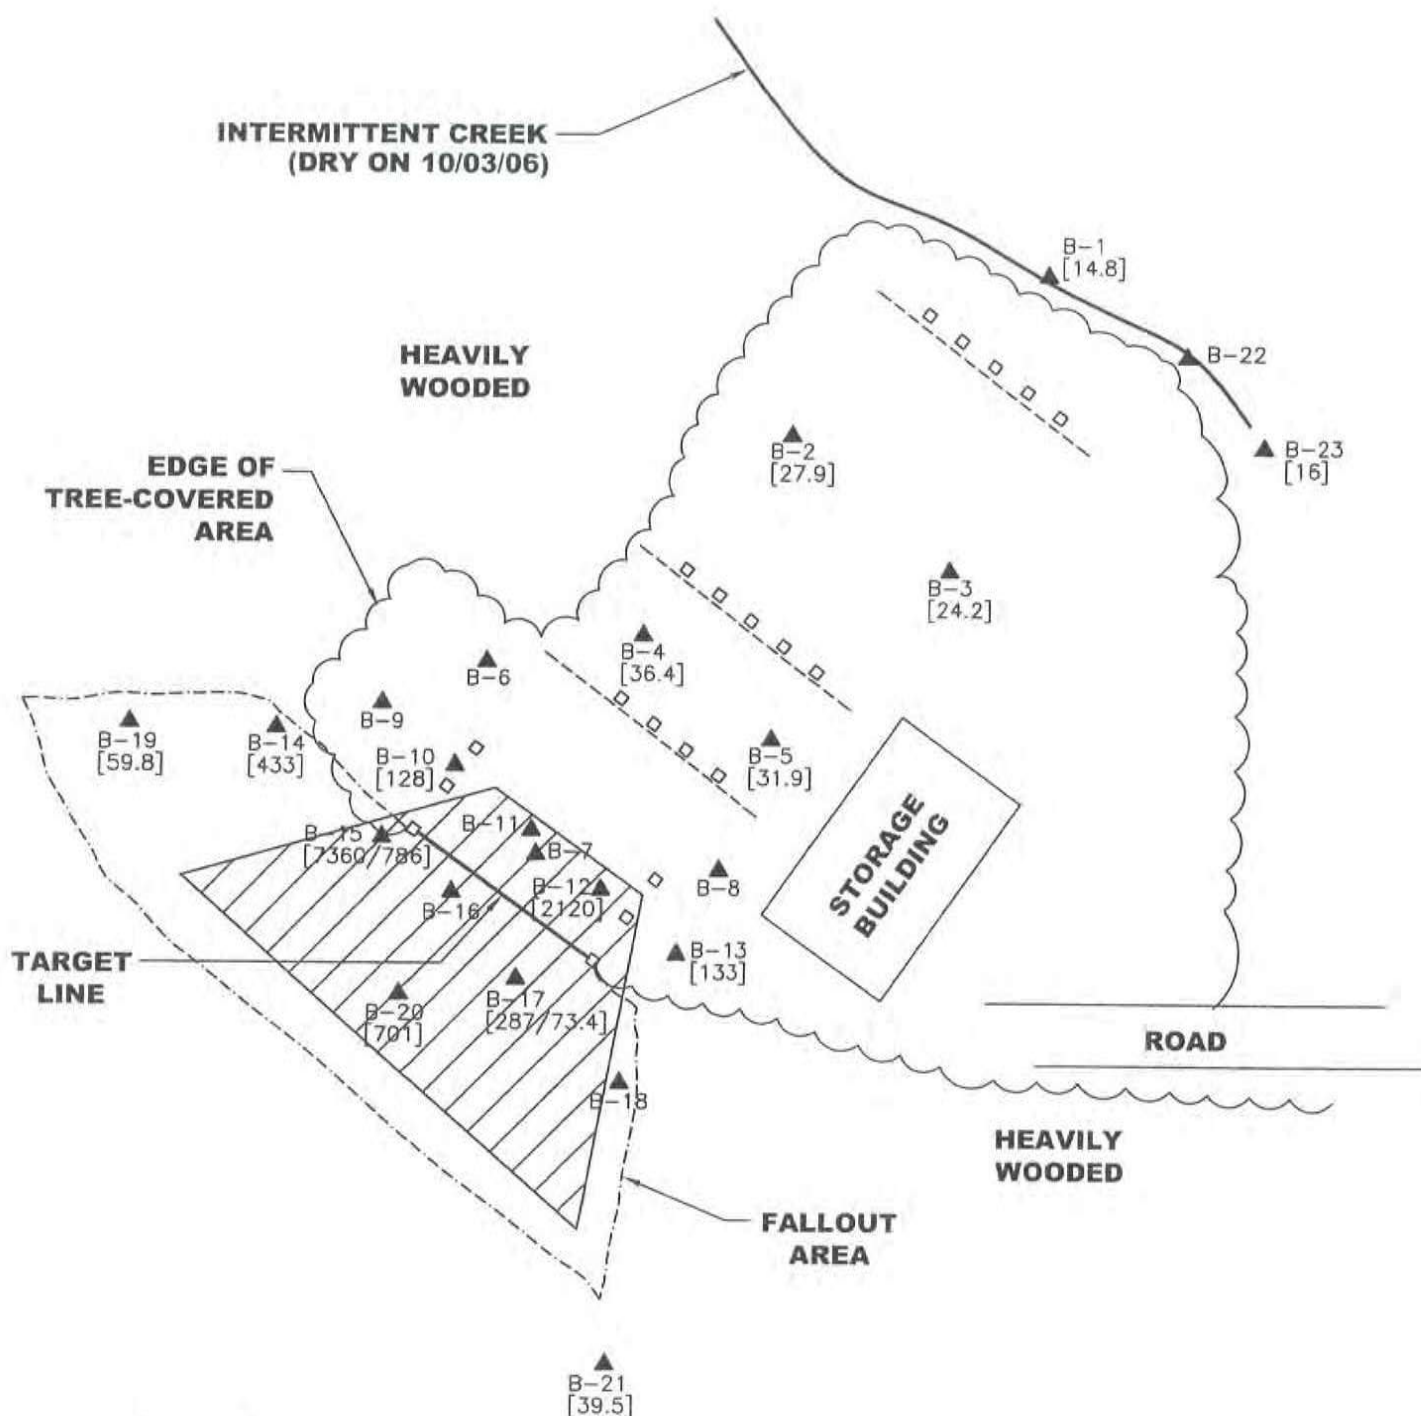 INTERMITTENT CREEK
(DRY ON 10/03/06)
B-1
[14.8]
B-22
HEAVILY
WOODED
B-2
[27.9]
B-23
[16]
EDGE OF
TREE-COVERED
AREA
B-3
[24.2]
B-4
[36.4]
B-6
B-9
B-19
[59.8]
B-14
[433]
B-10
[128]
B-5
[31.9]
STORAGE
BUILDING
B-15
[7360/786]
B-11
B-7
B-8
B-16
B-12
[2120]
TARGET
LINE
B-13
[133]
B-20
[701]
B-17
[287/73.4]
ROAD
B-18
HEAVILY
WOODED
FALLOUT
AREA
B-21
[39.5]